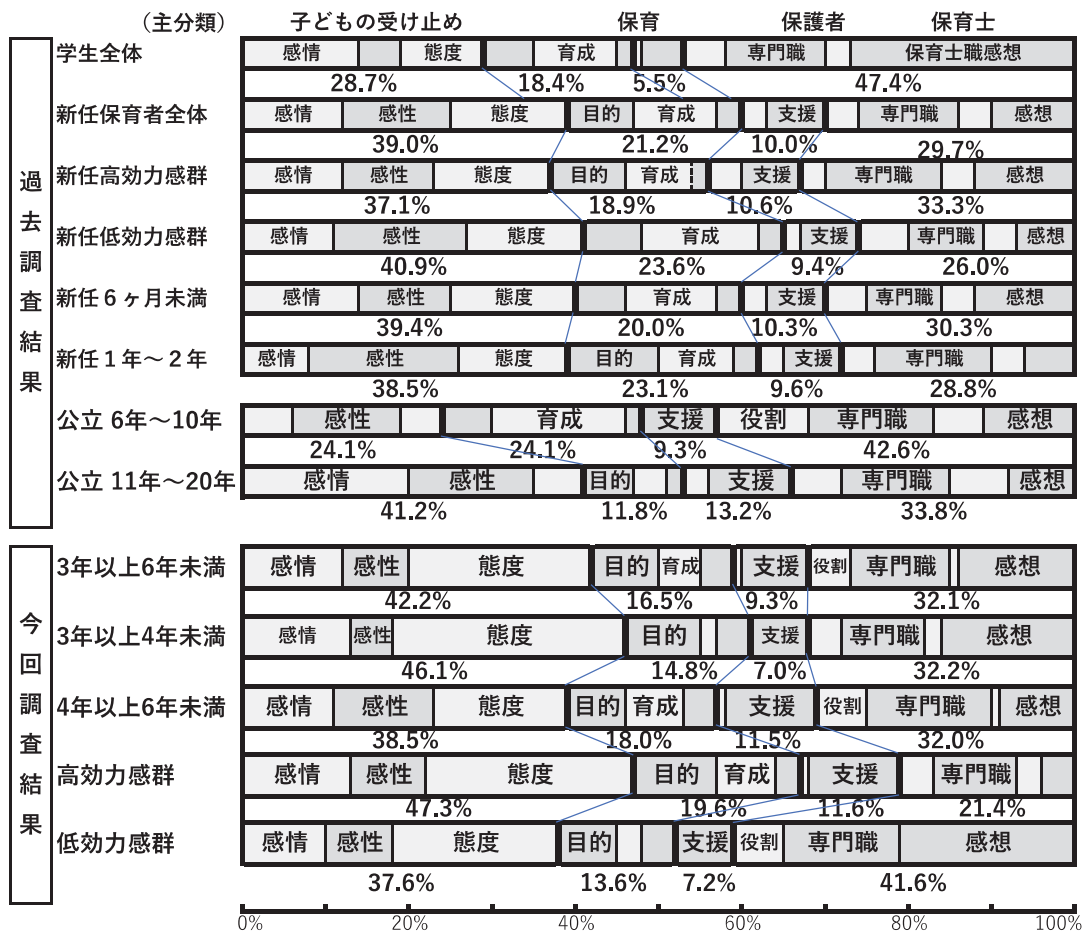 （主分類） 子どもの受け止め 保育 保護者 保育士
過去調査結果
学生全体 感情 態度 育成 専門職 保育士職感想
28.7% 18.4% 5.5% 47.4%
新任保育者全体 感情 感性 態度 目的 育成 支援 専門職 感想
39.0% 21.2% 10.0% 29.7%
新任高効力感群 感情 感性 態度 目的 育成 支援 専門職 感想
37.1% 18.9% 10.6% 33.3%
新任低効力感群 感情 感性 態度 育成 支援 専門職 感想
40.9% 23.6% 9.4% 26.0%
新任６ヶ月未満 感情 感性 態度 育成 支援 専門職 感想
39.4% 20.0% 10.3% 30.3%
新任１年～２年 感情 感性 態度 目的 育成 支援 専門職
38.5% 23.1% 9.6% 28.8%
公立 6年～10年 感性 育成 支援 役割 専門職 感想
24.1% 24.1% 9.3% 42.6%
公立 11年～20年 感情 感性 目的 支援 専門職 感想
41.2% 11.8% 13.2% 33.8%
今回調査結果
3年以上6年未満 感情 感性 態度 目的 育成 支援 役割 専門職 感想
42.2% 16.5% 9.3% 32.1%
3年以上4年未満 感情 感性 態度 目的 支援 専門職 感想
46.1% 14.8% 7.0% 32.2%
4年以上6年未満 感情 感性 態度 目的 育成 支援 役割 専門職 感想
38.5% 18.0% 11.5% 32.0%
高効力感群 感情 感性 態度 目的 育成 支援 専門職
47.3% 19.6% 11.6% 21.4%
低効力感群 感情 感性 態度 目的 支援 役割 専門職 感想
37.6% 13.6% 7.2% 41.6%
0% 20% 40% 60% 80% 100%